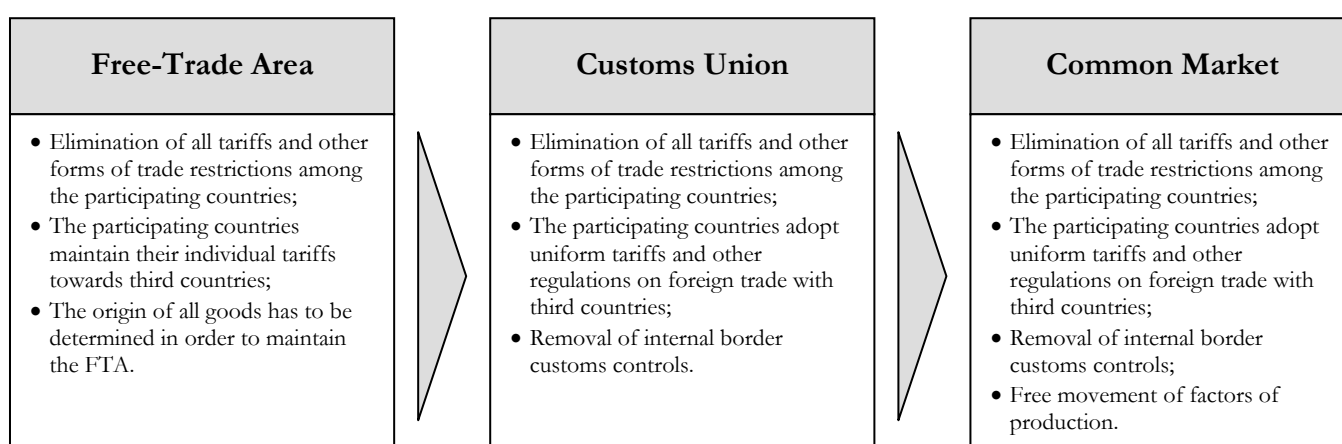 Free-Trade Area
• Elimination of all tariffs and other
forms of trade restrictions among
the participating countries;
• The participating countries
maintain their individual tariffs
towards third countries;
• The origin of all goods has to be
determined in order to maintain
the FTA.
Customs Union
• Elimination of all tariffs and other
forms of trade restrictions among
the participating countries;
• The participating countries adopt
uniform tariffs and other
regulations on foreign trade with
third countries;
• Removal of internal border
customs controls.
Common Market
• Elimination of all tariffs and other
forms of trade restrictions among
the participating countries;
• The participating countries adopt
uniform tariffs and other
regulations on foreign trade with
third countries;
• Removal of internal border
customs controls;
• Free movement of factors of
production.